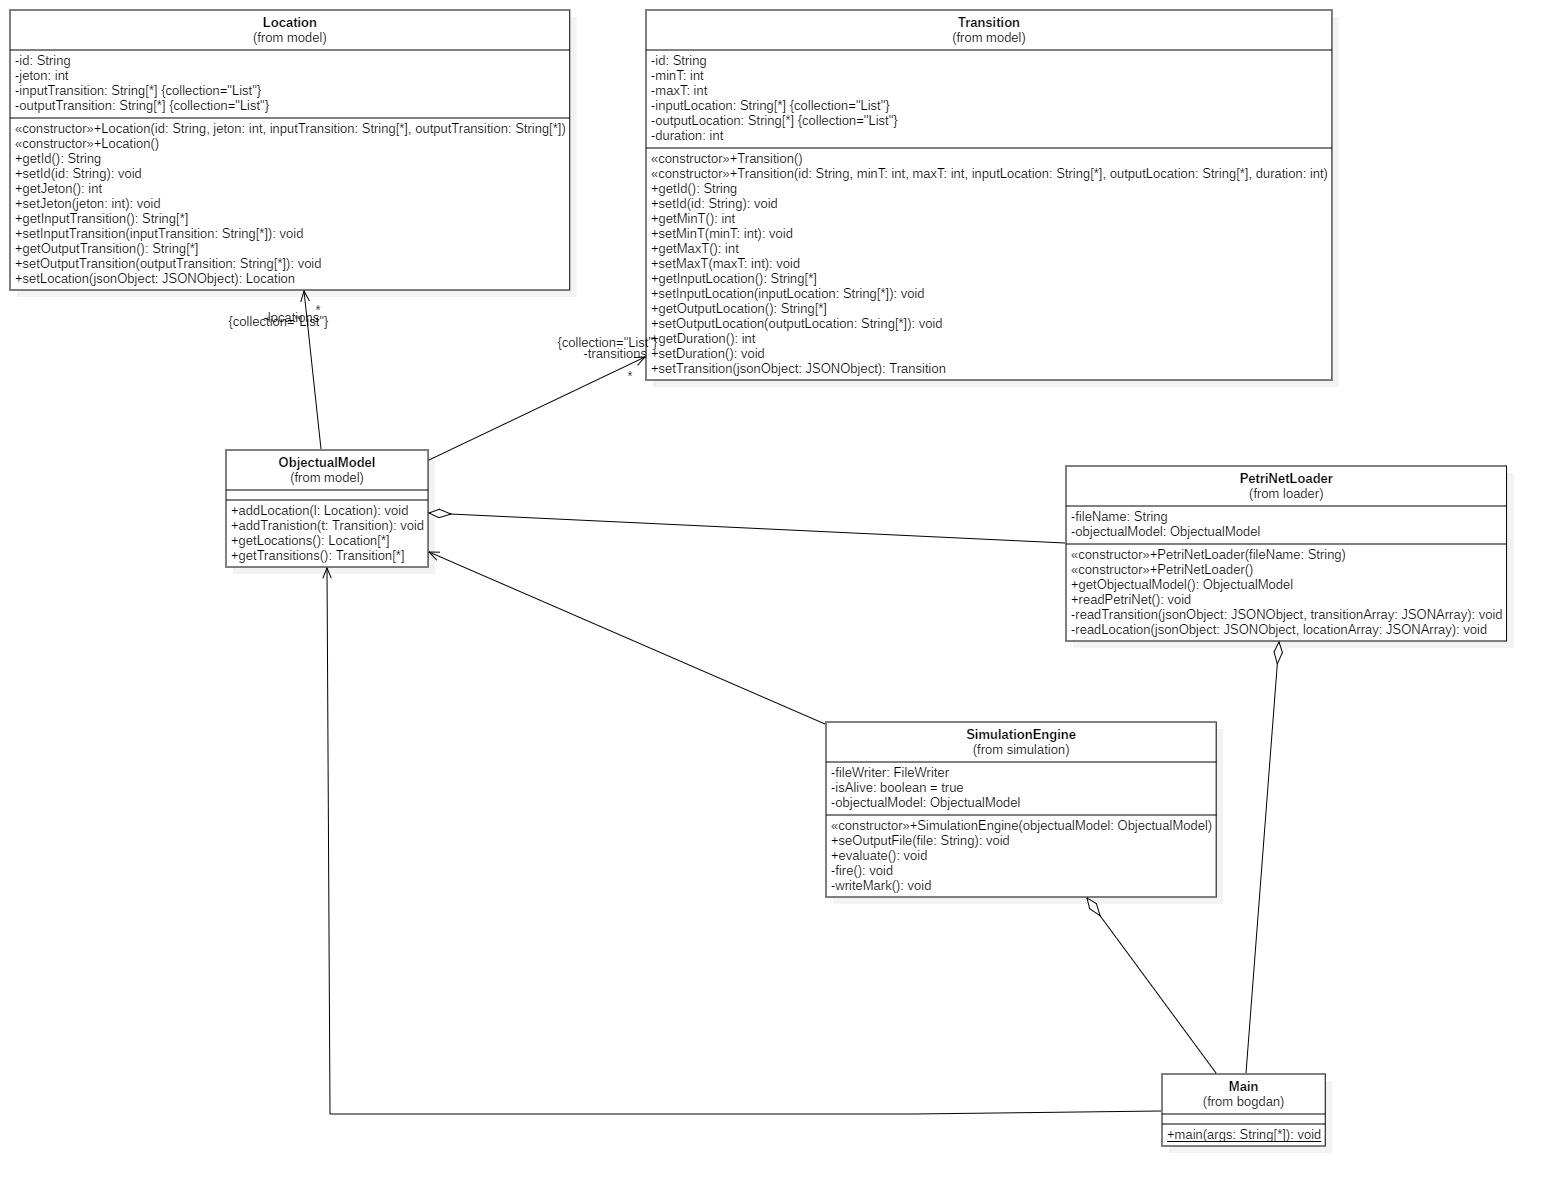 Location
(from model)
-id: String
-jeton: int
-inputTransition: String[*] {collection="List"}
-outputTransition: String[*] {collection="List"}
«constructor»+Location(id: String, jeton: int, inputTransition: String[*], outputTransition: String[*])
«constructor»+Location()
+getId(): String
+setId(id: String): void
+getJeton(): int
+setJeton(jeton: int): void
+getInputTransition(): String[*]
+setInputTransition(inputTransition: String[*]): void
+getOutputTransition(): String[*]
+setOutputTransition(outputTransition: String[*]): void
+setLocation(jsonObject: JSONObject): Location
Transition
(from model)
-id: String
-minT: int
-maxT: int
-inputLocation: String[*] {collection="List"}
-outputLocation: String[*] {collection="List"}
-duration: int
«constructor»+Transition()
«constructor»+Transition(id: String, minT: int, maxT: int, inputLocation: String[*], outputLocation: String[*], duration: int)
+getId(): String
+setId(id: String): void
+getMinT(): int
+setMinT(minT: int): void
+getMaxT(): int
+setMaxT(maxT: int): void
+getInputLocation(): String[*]
+setInputLocation(inputLocation: String[*]): void
+getOutputLocation(): String[*]
+setOutputLocation(outputLocation: String[*]): void
+getDuration(): int
+setDuration(): void
+setTransition(jsonObject: JSONObject): Transition
*
-locations
{collection="List"}
{collection="List"}
-transitions
*
ObjectualModel
(from model)
+addLocation(l: Location): void
+addTranistion(t: Transition): void
+getLocations(): Location[*]
+getTransitions(): Transition[*]
PetriNetLoader
(from loader)
-fileName: String
-objectualModel: ObjectualModel
«constructor»+PetriNetLoader(fileName: String)
«constructor»+PetriNetLoader()
+getObjectualModel(): ObjectualModel
+readPetriNet(): void
-readTransition(jsonObject: JSONObject, transitionArray: JSONArray): void
-readLocation(jsonObject: JSONObject, locationArray: JSONArray): void
SimulationEngine
(from simulation)
-fileWriter: FileWriter
-isAlive: boolean = true
-objectualModel: ObjectualModel
«constructor»+SimulationEngine(objectualModel: ObjectualModel)
+seOutputFile(file: String): void
+evaluate(): void
-fire(): void
-writeMark(): void
Main
(from bogdan)
+main(args: String[*]): void